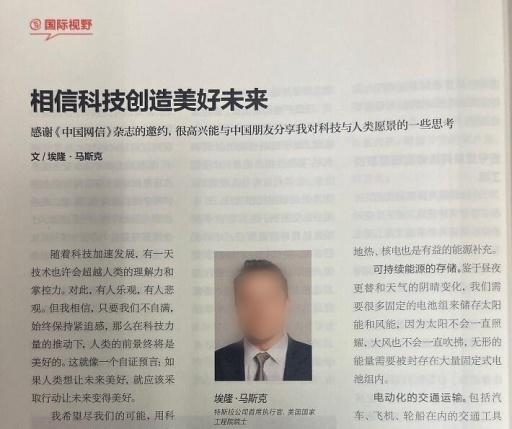 国际视野
相信科技创造美好未来
感谢《中国网信》杂志的邀约，很高兴能与中国朋友分享我对科技与人类愿景的一些思考
文/埃隆·马斯克
随着科技加速发展，有一天
技术也许会超越人类的理解力和
掌控力。对此，有人乐观，有人悲
观。但我相信，只要我们不自满，
始终保持紧迫感，那么在科技力
量的推动下，人类的前景终将是
美好的。这就像一个自证预言：如
果人类想让未来美好，就应该采
取行动让未来变得美好。
我希望尽我们的可能，用科
埃隆·马斯克
特斯拉公司首席执行官，美国国家
工程院院士
地热、核电也是有益的能源补充。
可持续能源的存储。鉴于昼夜
更替和天气的阴晴变化，我们需
要很多固定的电池组来储存太阳
能和风能，因为太阳不会一直照
耀，大风也不会一直吹拂，无形的
能量需要被封存在大量固定式电
池组内。
电动化的交通运输。包括汽
车、飞机、轮船在内的交通工具